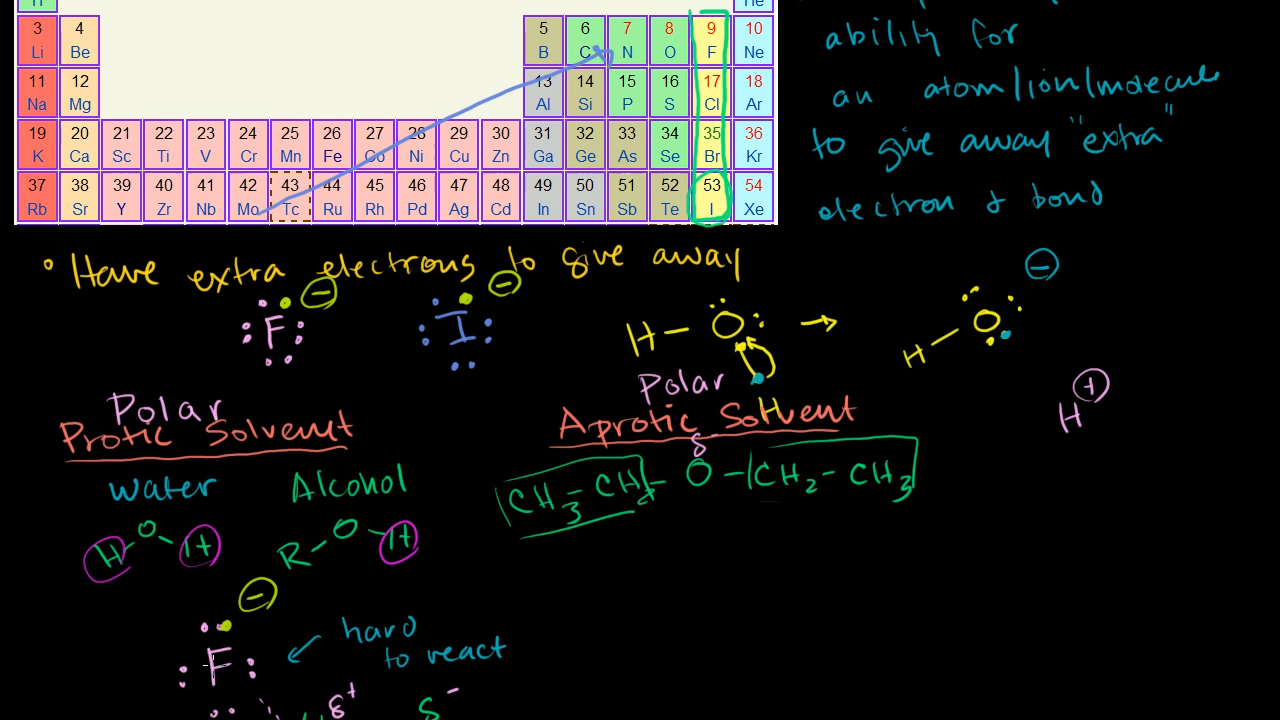 H
He
3 4 5 6 7 8 9 10
Li Be B C N O F Ne
11 12 13 14 15 16 17 18
Na Mg Al Si P S Cl Ar
19 20 21 22 23 24 25 26 27 28 29 30 31 32 33 34 35 36
K Ca Sc Ti V Cr Mn Fe Co Ni Cu Zn Ga Ge As Se Br Kr
37 38 39 40 41 42 43 44 45 46 47 48 49 50 51 52 53 54
Rb Sr Y Zr Nb Mo Tc Ru Rh Pd Ag Cd In Sn Sb Te I Xe
ability for
an atom/ion/molecule
to give away "extra"
electron & bond
• Have extra electrons to give away
F −
I −
H - O H →
H - O −
H +
Polar
Protic Solvent
Water Alcohol
H - O - H
R - O - H
F −
hard
to react
δ+ δ−
Polar
Aprotic Solvent
δ
CH3 - CH2 - O - CH2 - CH3